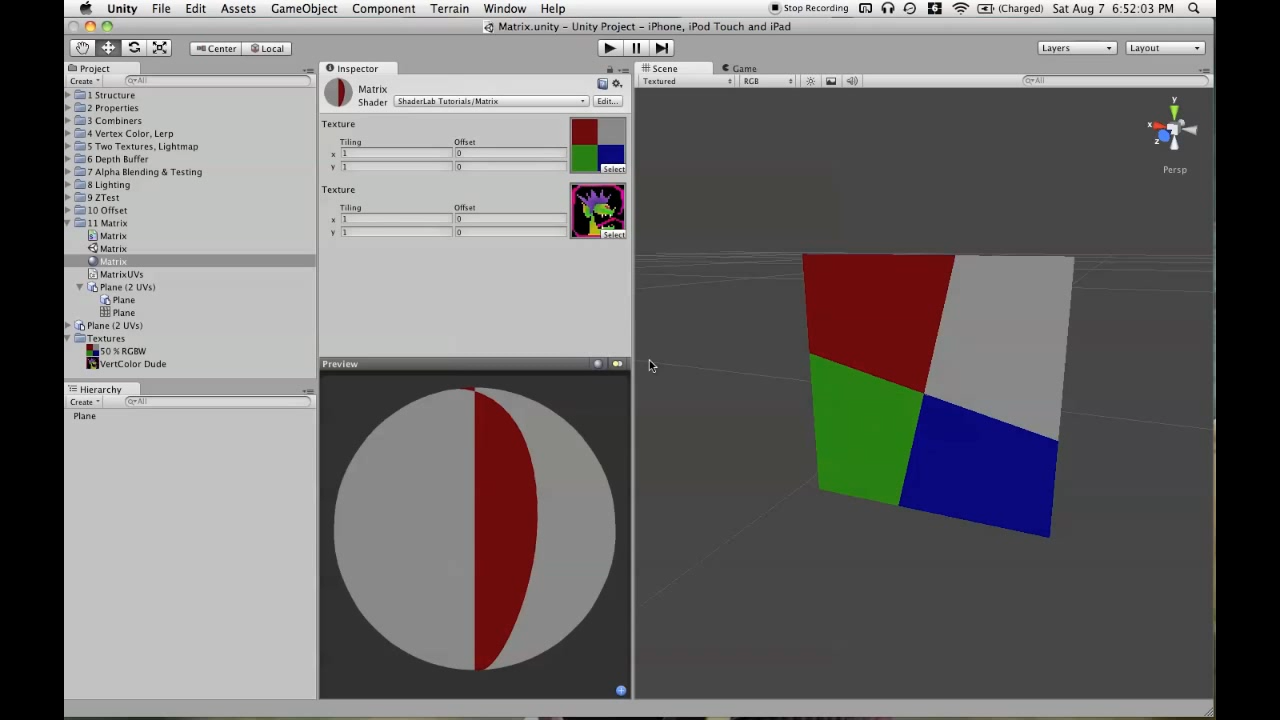 Unity File Edit Assets GameObject Component Terrain Window Help Stop Recording 6 (Charged) Sat Aug 7 6:52:03 PM
Matrix.unity - Unity Project - iPhone, iPod Touch and iPad
Center Local Layers Layout
Project
Create All
1 Structure
2 Properties
3 Combiners
4 Vertex Color, Lerp
5 Two Textures, Lightmap
6 Depth Buffer
7 Alpha Blending & Testing
8 Lighting
9 ZTest
10 Offset
11 Matrix
Matrix
Matrix
Matrix
MatrixUVs
Plane (2 UVs)
Plane
Plane
Plane (2 UVs)
Textures
50 % RGBW
VertColor Dude
Hierarchy
Create All
Plane
Inspector
Matrix
Shader ShaderLab Tutorials/Matrix Edit...
Texture
Tiling Offset
x 1 0
y 1 0
Select
Texture
Tiling Offset
x 1 0
y 1 0
Select
Preview
Scene Game
Textured RGB All
y
x
z
Persp